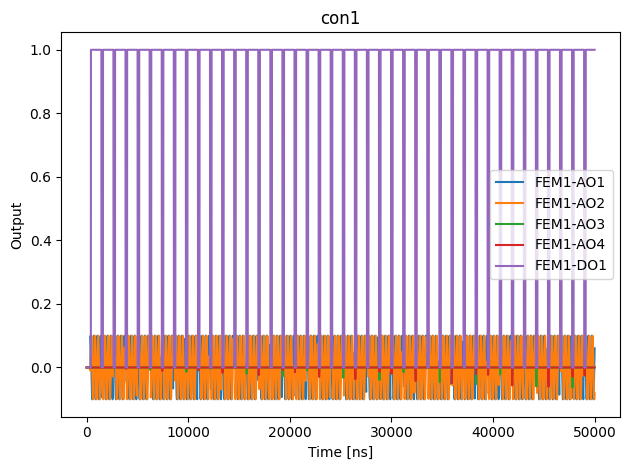 con1
Output
1.0
0.8
0.6
0.4
0.2
0.0
FEM1-AO1
FEM1-AO2
FEM1-AO3
FEM1-AO4
FEM1-DO1
0 10000 20000 30000 40000 50000
Time [ns]